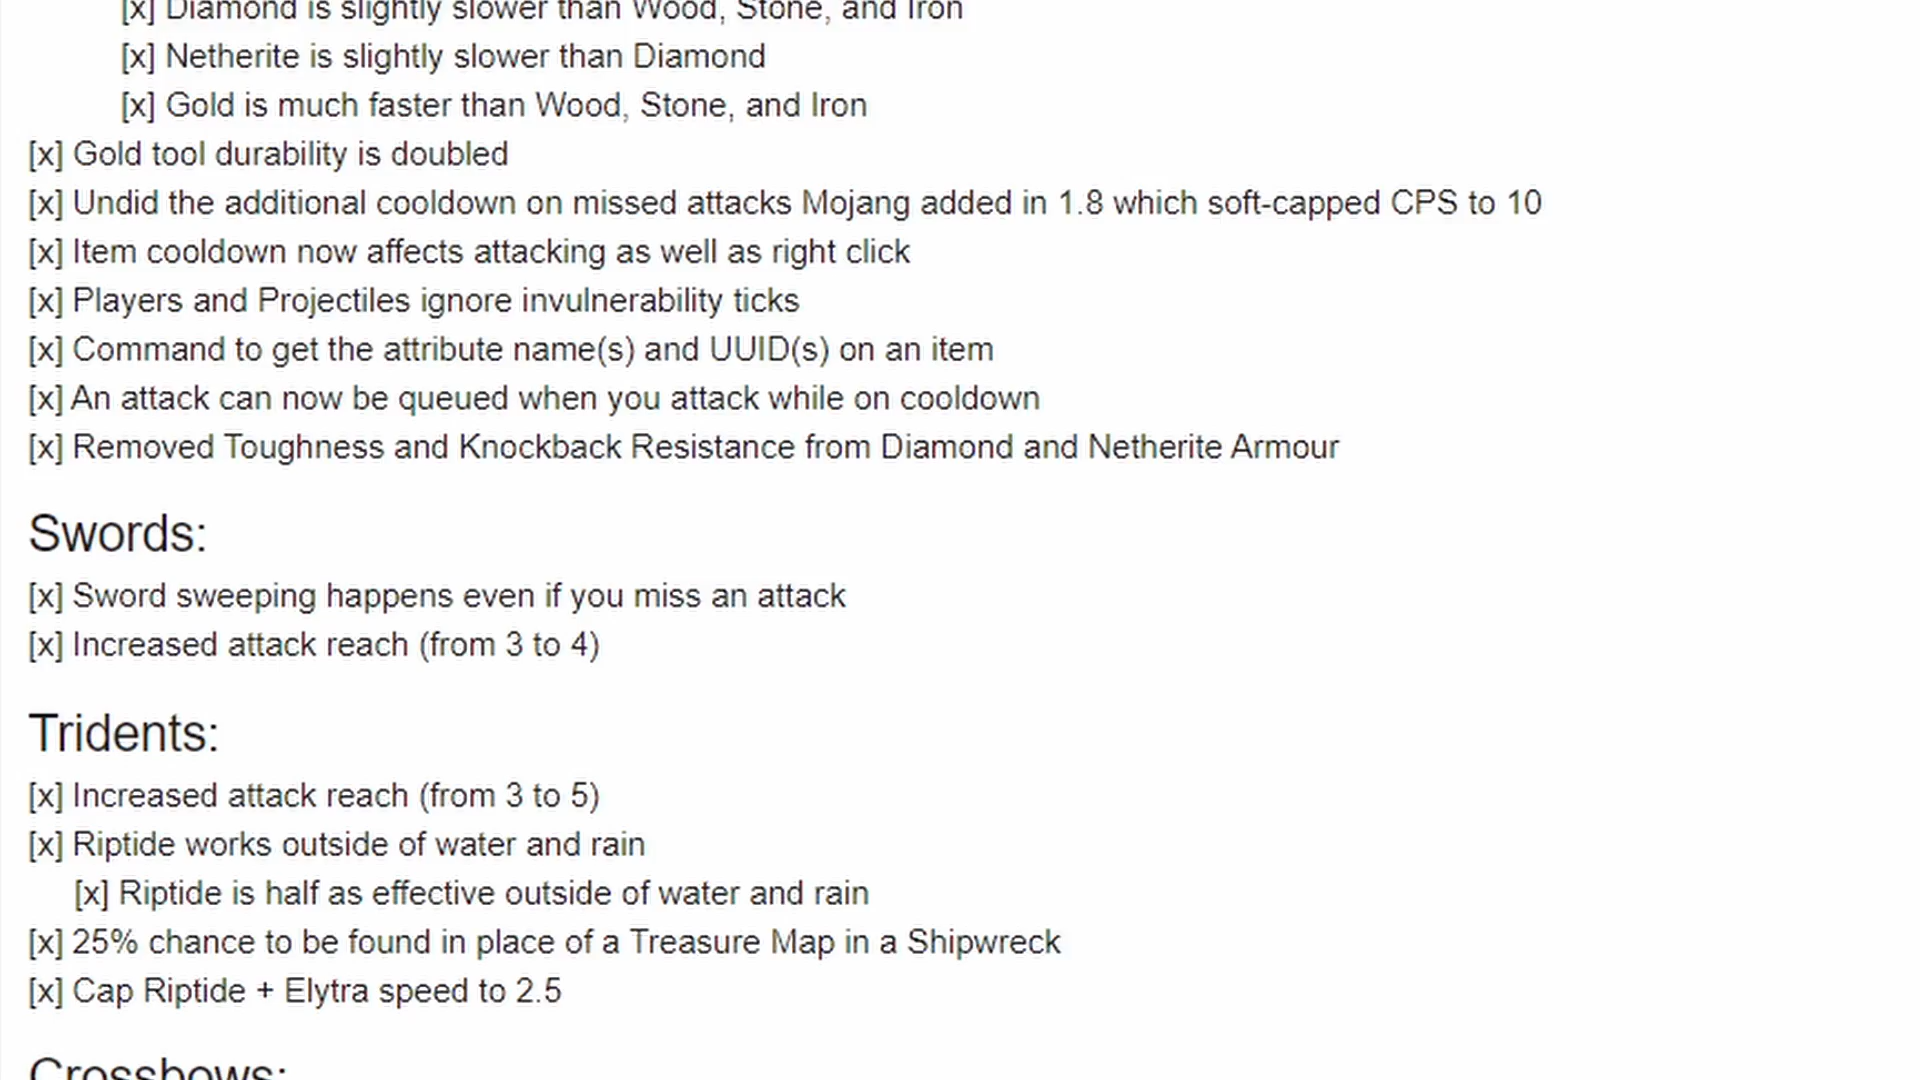 [x] Diamond is slightly slower than Wood, Stone, and Iron
[x] Netherite is slightly slower than Diamond
[x] Gold is much faster than Wood, Stone, and Iron
[x] Gold tool durability is doubled
[x] Undid the additional cooldown on missed attacks Mojang added in 1.8 which soft-capped CPS to 10
[x] Item cooldown now affects attacking as well as right click
[x] Players and Projectiles ignore invulnerability ticks
[x] Command to get the attribute name(s) and UUID(s) on an item
[x] An attack can now be queued when you attack while on cooldown
[x] Removed Toughness and Knockback Resistance from Diamond and Netherite Armour
Swords:
[x] Sword sweeping happens even if you miss an attack
[x] Increased attack reach (from 3 to 4)
Tridents:
[x] Increased attack reach (from 3 to 5)
[x] Riptide works outside of water and rain
[x] Riptide is half as effective outside of water and rain
[x] 25% chance to be found in place of a Treasure Map in a Shipwreck
[x] Cap Riptide + Elytra speed to 2.5
Crossbows: